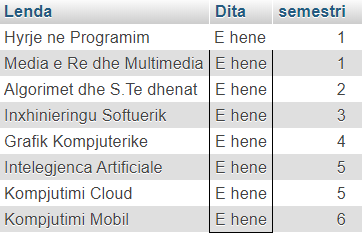 Lenda Dita semestri
Hyrje ne Programim E hene 1
Media e Re dhe Multimedia E hene 1
Algoritmet dhe S.Te dhenat E hene 2
Inxhinieringu Softuerik E hene 3
Grafik Kompjuterike E hene 4
Intelegjenca Artificiale E hene 5
Kompjutimi Cloud E hene 5
Kompjutimi Mobil E hene 6